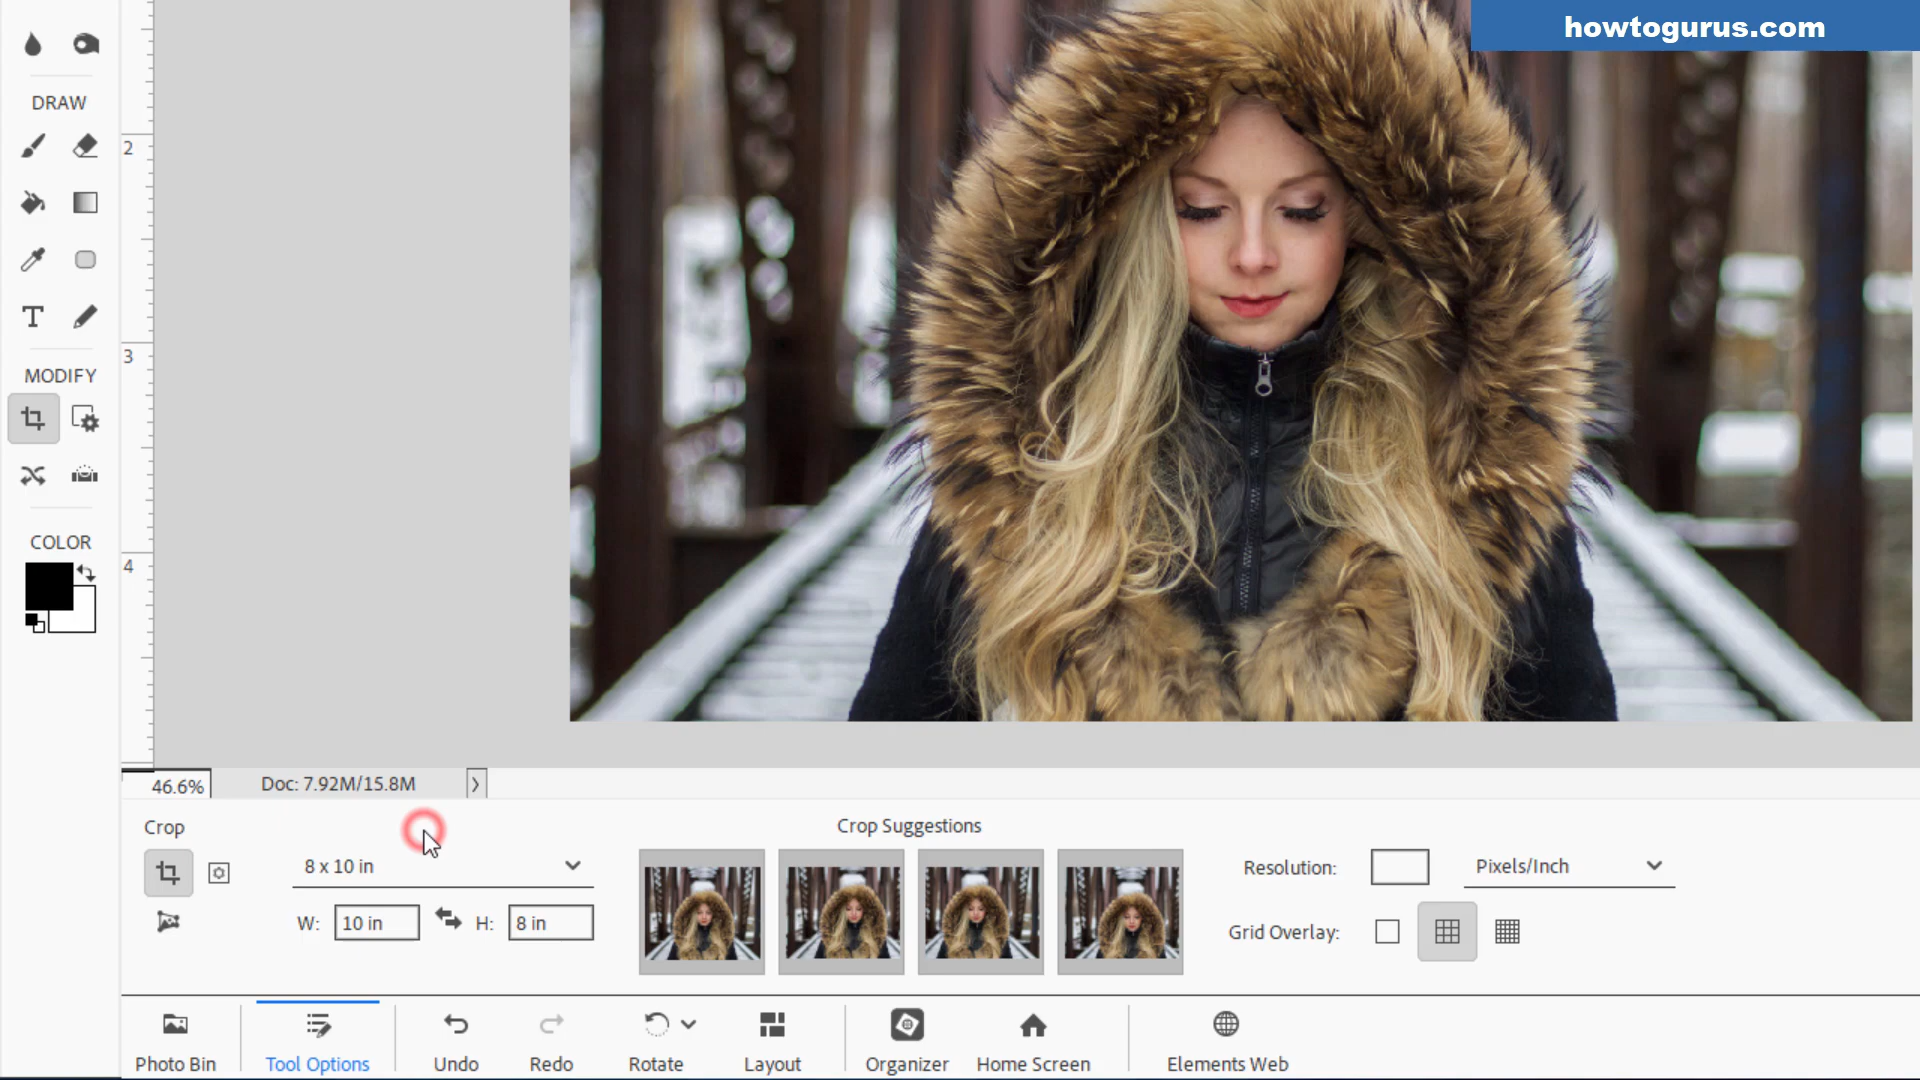 howtogurus.com
DRAW
2
3
MODIFY
COLOR
4
46.6%
Doc: 7.92M/15.8M
Crop
Crop Suggestions
8 x 10 in
Resolution:
Pixels/Inch
W:
10 in
H:
8 in
Grid Overlay:
Photo Bin
Tool Options
Undo
Redo
Rotate
Layout
Organizer
Home Screen
Elements Web